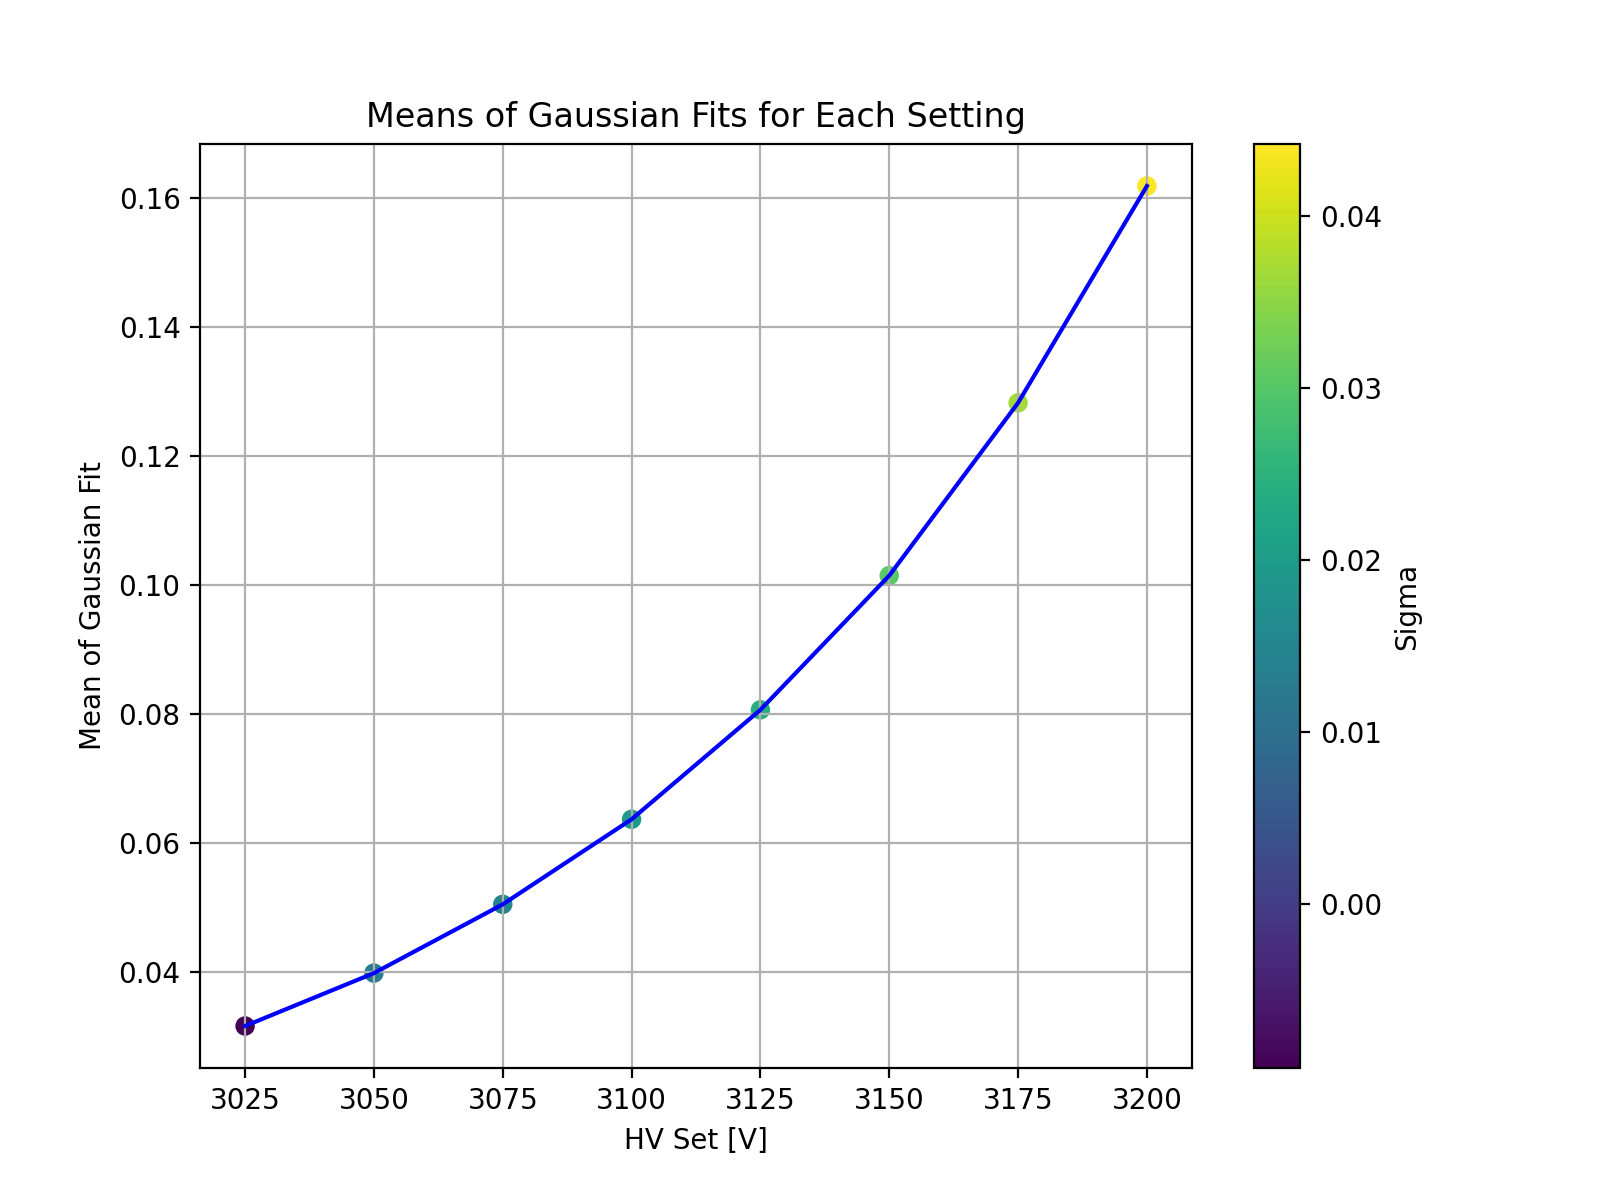 Means of Gaussian Fits for Each Setting
Mean of Gaussian Fit
0.16
0.14
0.12
0.10
0.08
0.06
0.04
3025 3050 3075 3100 3125 3150 3175 3200
HV Set [V]
0.04
0.03
0.02
0.01
0.00
Sigma